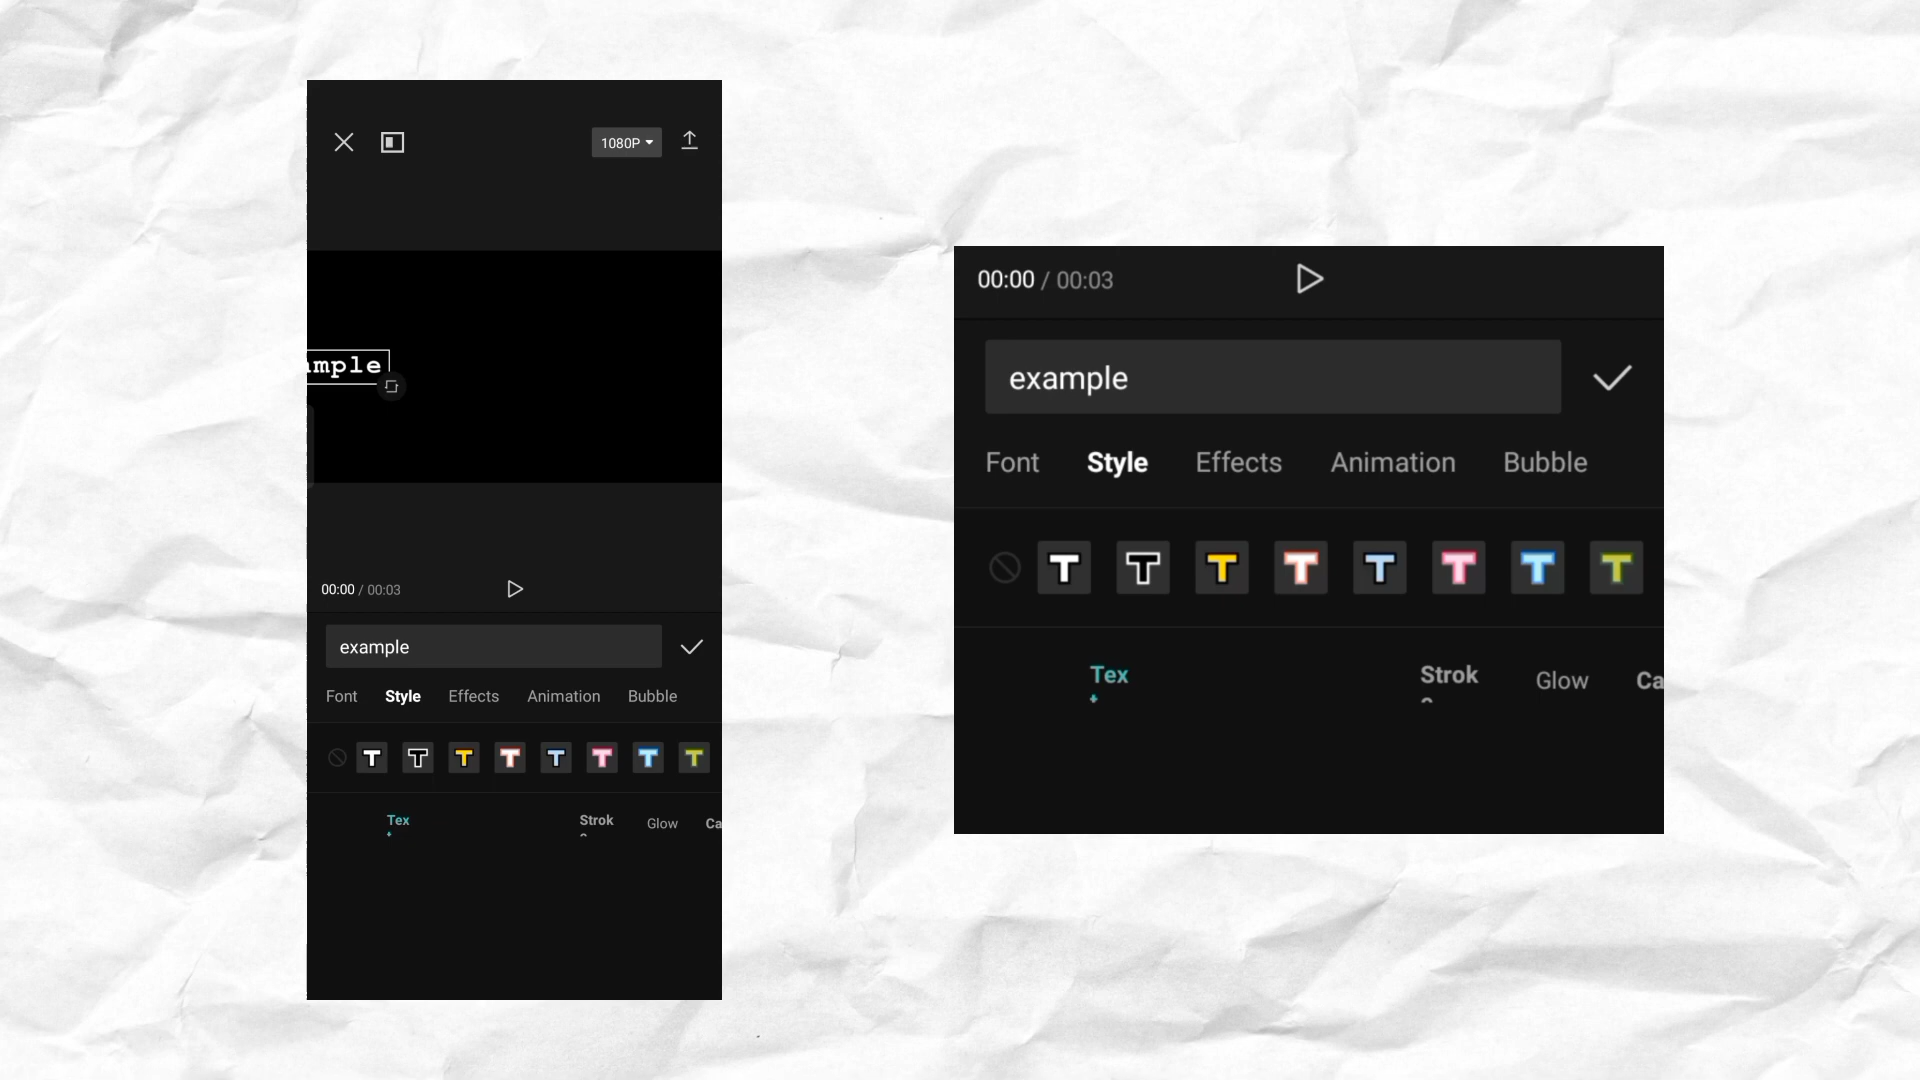 1080P
ample
00:00 / 00:03
example
Font Style Effects Animation Bubble
T T T T T T T T
Tex
t
Strok
Glow
Ca
00:00 / 00:03
example
Font Style Effects Animation Bubble
T T T T T T T T
Tex
t
Strok
Glow
Ca